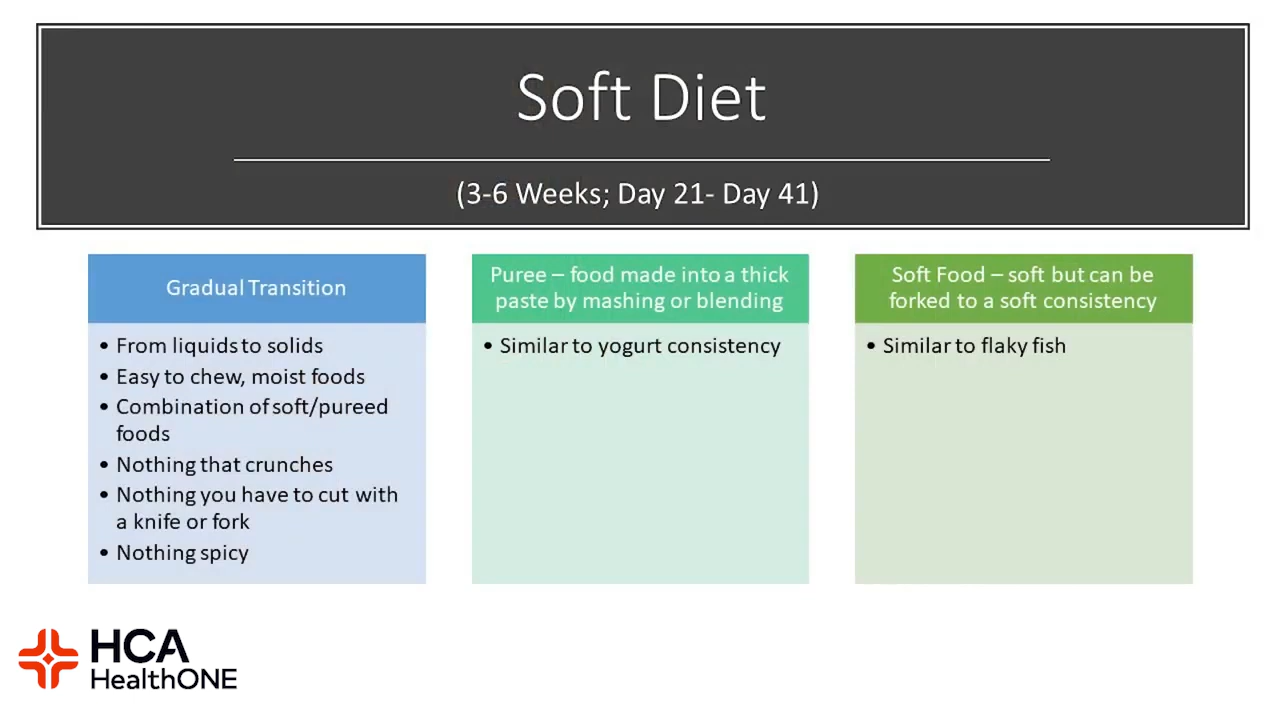 Soft Diet
(3-6 Weeks; Day 21- Day 41)
Gradual Transition
• From liquids to solids
• Easy to chew, moist foods
• Combination of soft/pureed
foods
• Nothing that crunches
• Nothing you have to cut with
a knife or fork
• Nothing spicy
Puree – food made into a thick
paste by mashing or blending
• Similar to yogurt consistency
Soft Food – soft but can be
forked to a soft consistency
• Similar to flaky fish
HCA
HealthONE